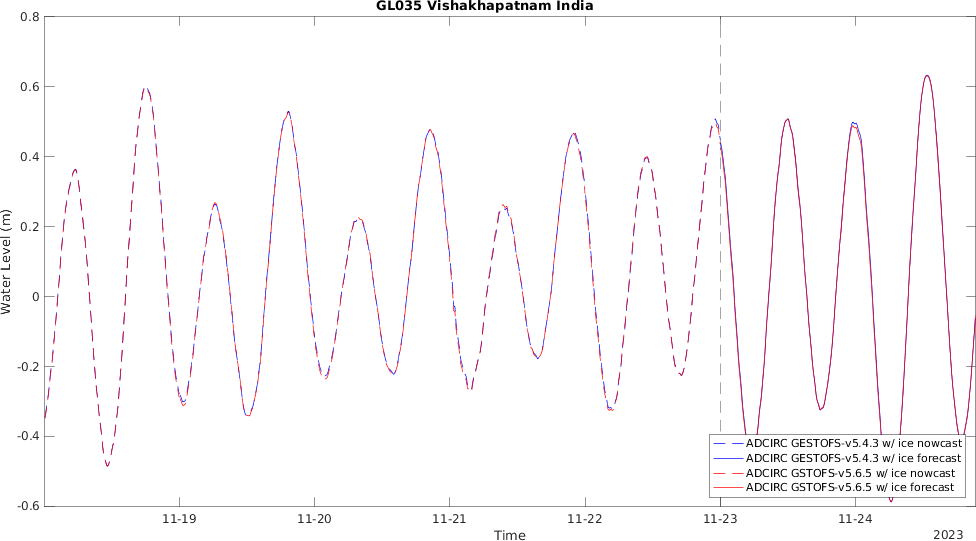 GL035 Vishakhapatnam India
0.8
0.6
0.4
0.2
0
-0.2
-0.4
-0.6
Water Level (m)
ADCIRC GESTOFS-v5.4.3 w/ ice nowcast
ADCIRC GESTOFS-v5.4.3 w/ ice forecast
ADCIRC GSTOFS-v5.6.5 w/ ice nowcast
ADCIRC GSTOFS-v5.6.5 w/ ice forecast
11-19 11-20 11-21 11-22 11-23 11-24
Time
2023